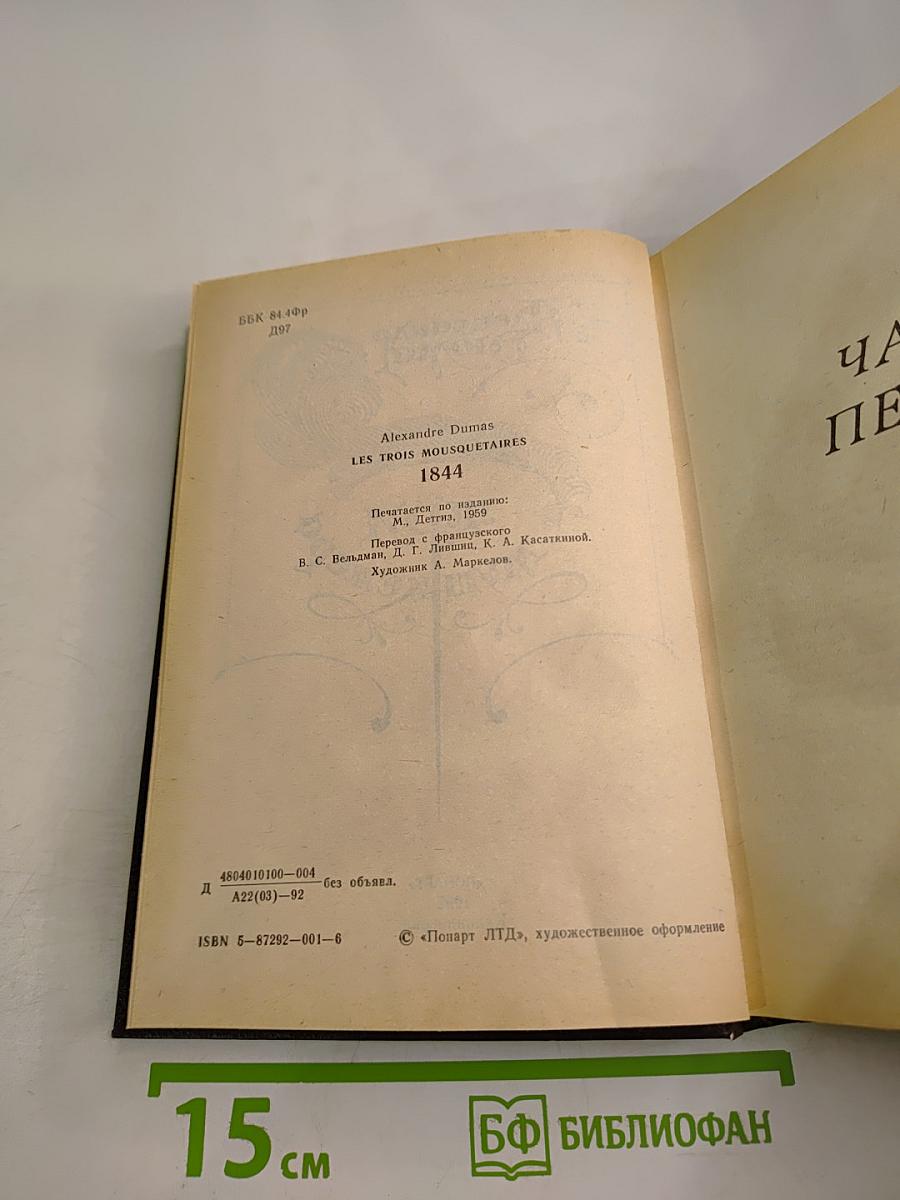 ББК 84.4Фр
Д97
Alexandre Dumas
LES TROIS MOUSQUETAIRES
1844
Печатается по изданию:
М., Детгиз, 1959
Перевод с французского
В. С. Вельдман, Д. Г. Лившиц, К. А. Касаткиной.
Художник А. Маркелов.
Д 4804010100—004 без объявл.
А22(03)—92
ISBN 5—87292—001—6 © «Попарт ЛТД», художественное оформление
ЧА
ПЕ
15 см
БФ БИБЛИОФАН